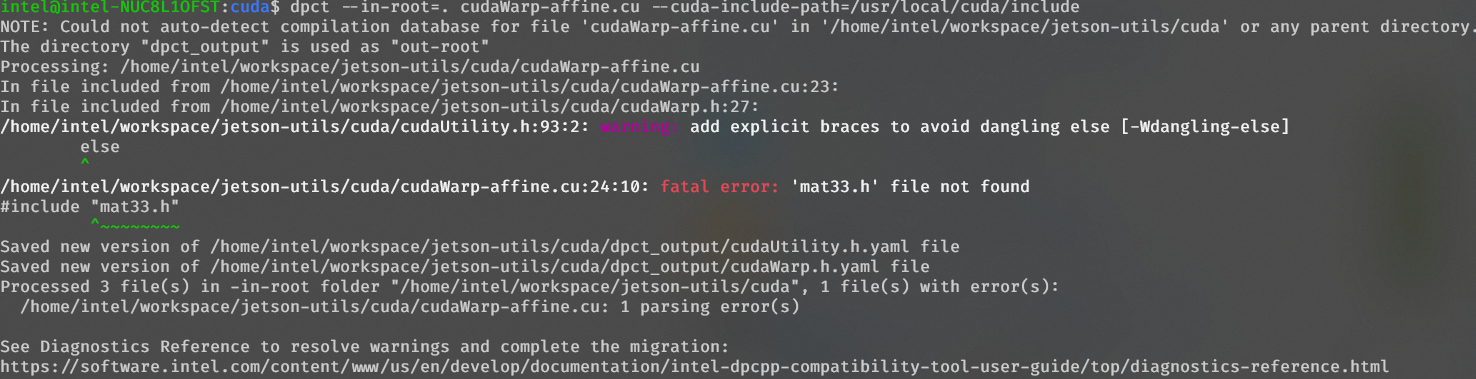 intel@intel-NUC8L10FST:cuda$ dpct --in-root=. cudaWarp-affine.cu --cuda-include-path=/usr/local/cuda/include
NOTE: Could not auto-detect compilation database for file 'cudaWarp-affine.cu' in '/home/intel/workspace/jetson-utils/cuda' or any parent directory.
The directory "dpct_output" is used as "out-root"
Processing: /home/intel/workspace/jetson-utils/cuda/cudaWarp-affine.cu
In file included from /home/intel/workspace/jetson-utils/cuda/cudaWarp-affine.cu:23:
In file included from /home/intel/workspace/jetson-utils/cuda/cudaWarp.h:27:
/home/intel/workspace/jetson-utils/cuda/cudaUtility.h:93:2: warning: add explicit braces to avoid dangling else [-Wdangling-else]
else
^
/home/intel/workspace/jetson-utils/cuda/cudaWarp-affine.cu:24:10: fatal error: 'mat33.h' file not found
#include "mat33.h"
^~~~~~~~~
Saved new version of /home/intel/workspace/jetson-utils/cuda/dpct_output/cudaUtility.h.yaml file
Saved new version of /home/intel/workspace/jetson-utils/cuda/dpct_output/cudaWarp.h.yaml file
Processed 3 file(s) in -in-root folder "/home/intel/workspace/jetson-utils/cuda", 1 file(s) with error(s):
/home/intel/workspace/jetson-utils/cuda/cudaWarp-affine.cu: 1 parsing error(s)
See Diagnostics Reference to resolve warnings and complete the migration:
https://software.intel.com/content/www/us/en/develop/documentation/intel-dpcpp-compatibility-tool-user-guide/top/diagnostics-reference.html